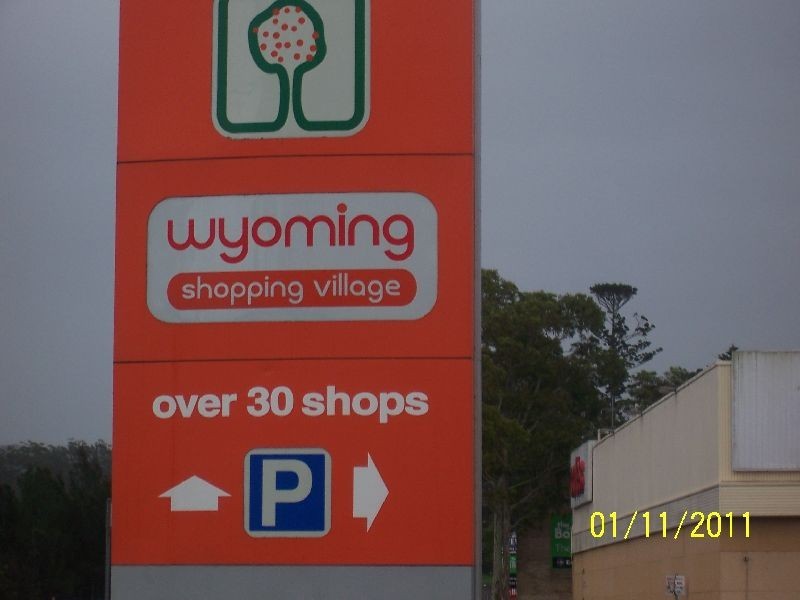 wyoming
shopping village
over 30 shops
P
01/11/2011